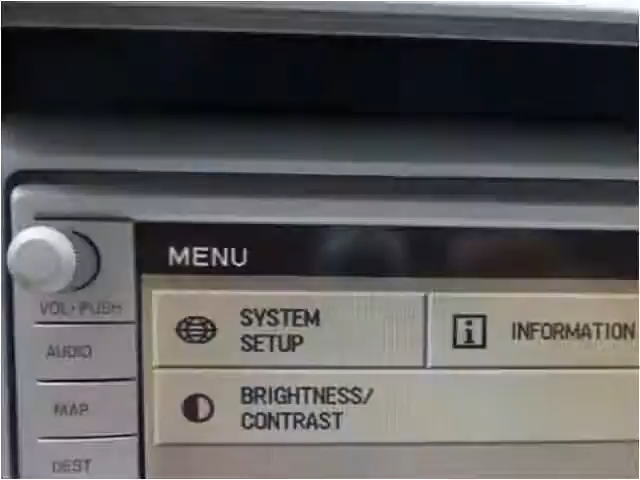 MENU
VOL•PUSH
AUDIO
MAP
DEST
SYSTEM
SETUP
i INFORMATION
BRIGHTNESS/
CONTRAST